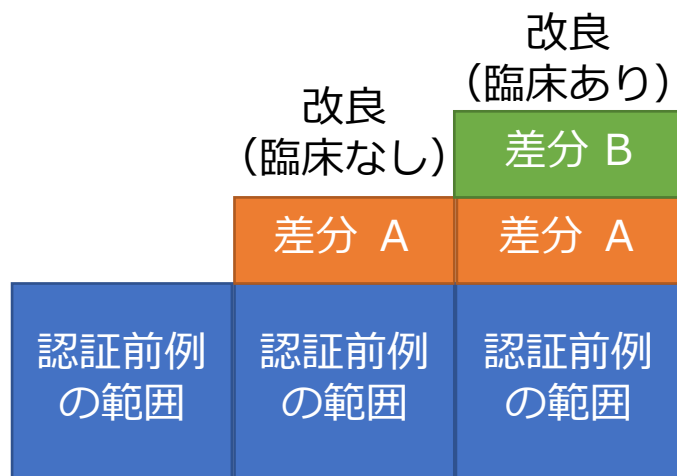 改良
（臨床あり）
改良
（臨床なし）
差分 B
差分 A
差分 A
認証前例
の範囲
認証前例
の範囲
認証前例
の範囲